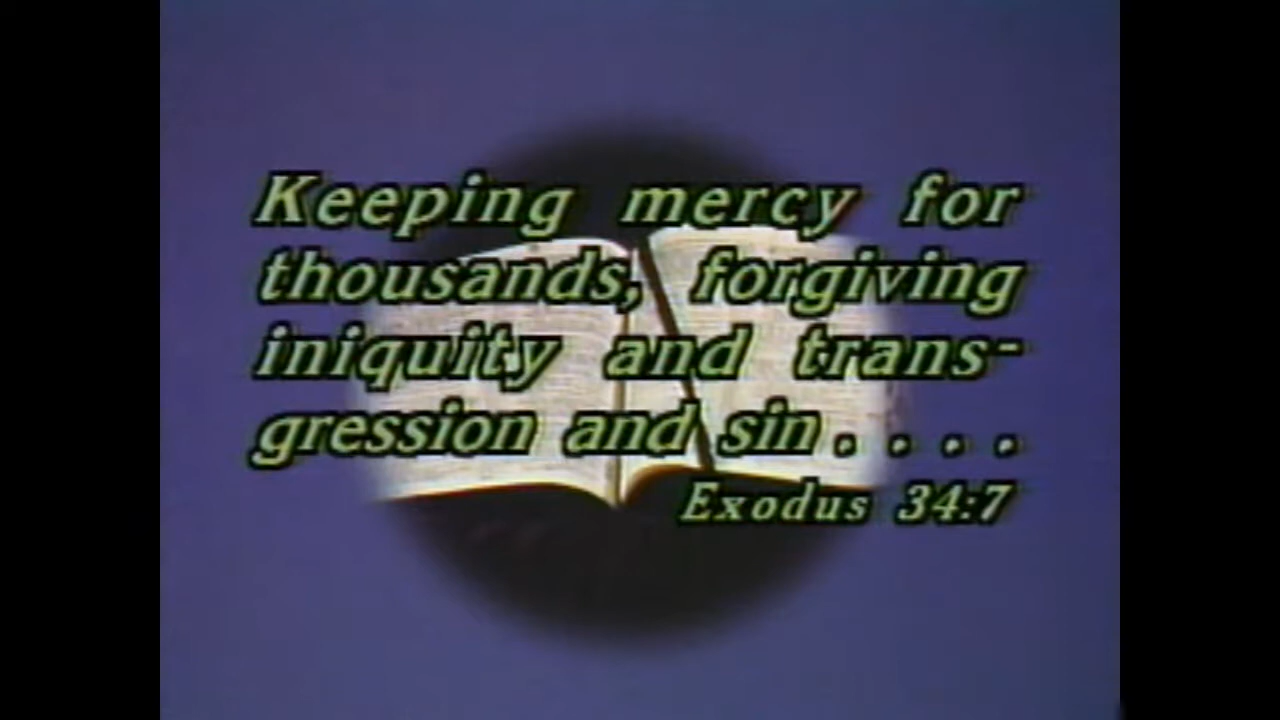 Keeping mercy for
thousands, forgiving
iniquity and trans-
gression and sin . . . .
Exodus 34:7